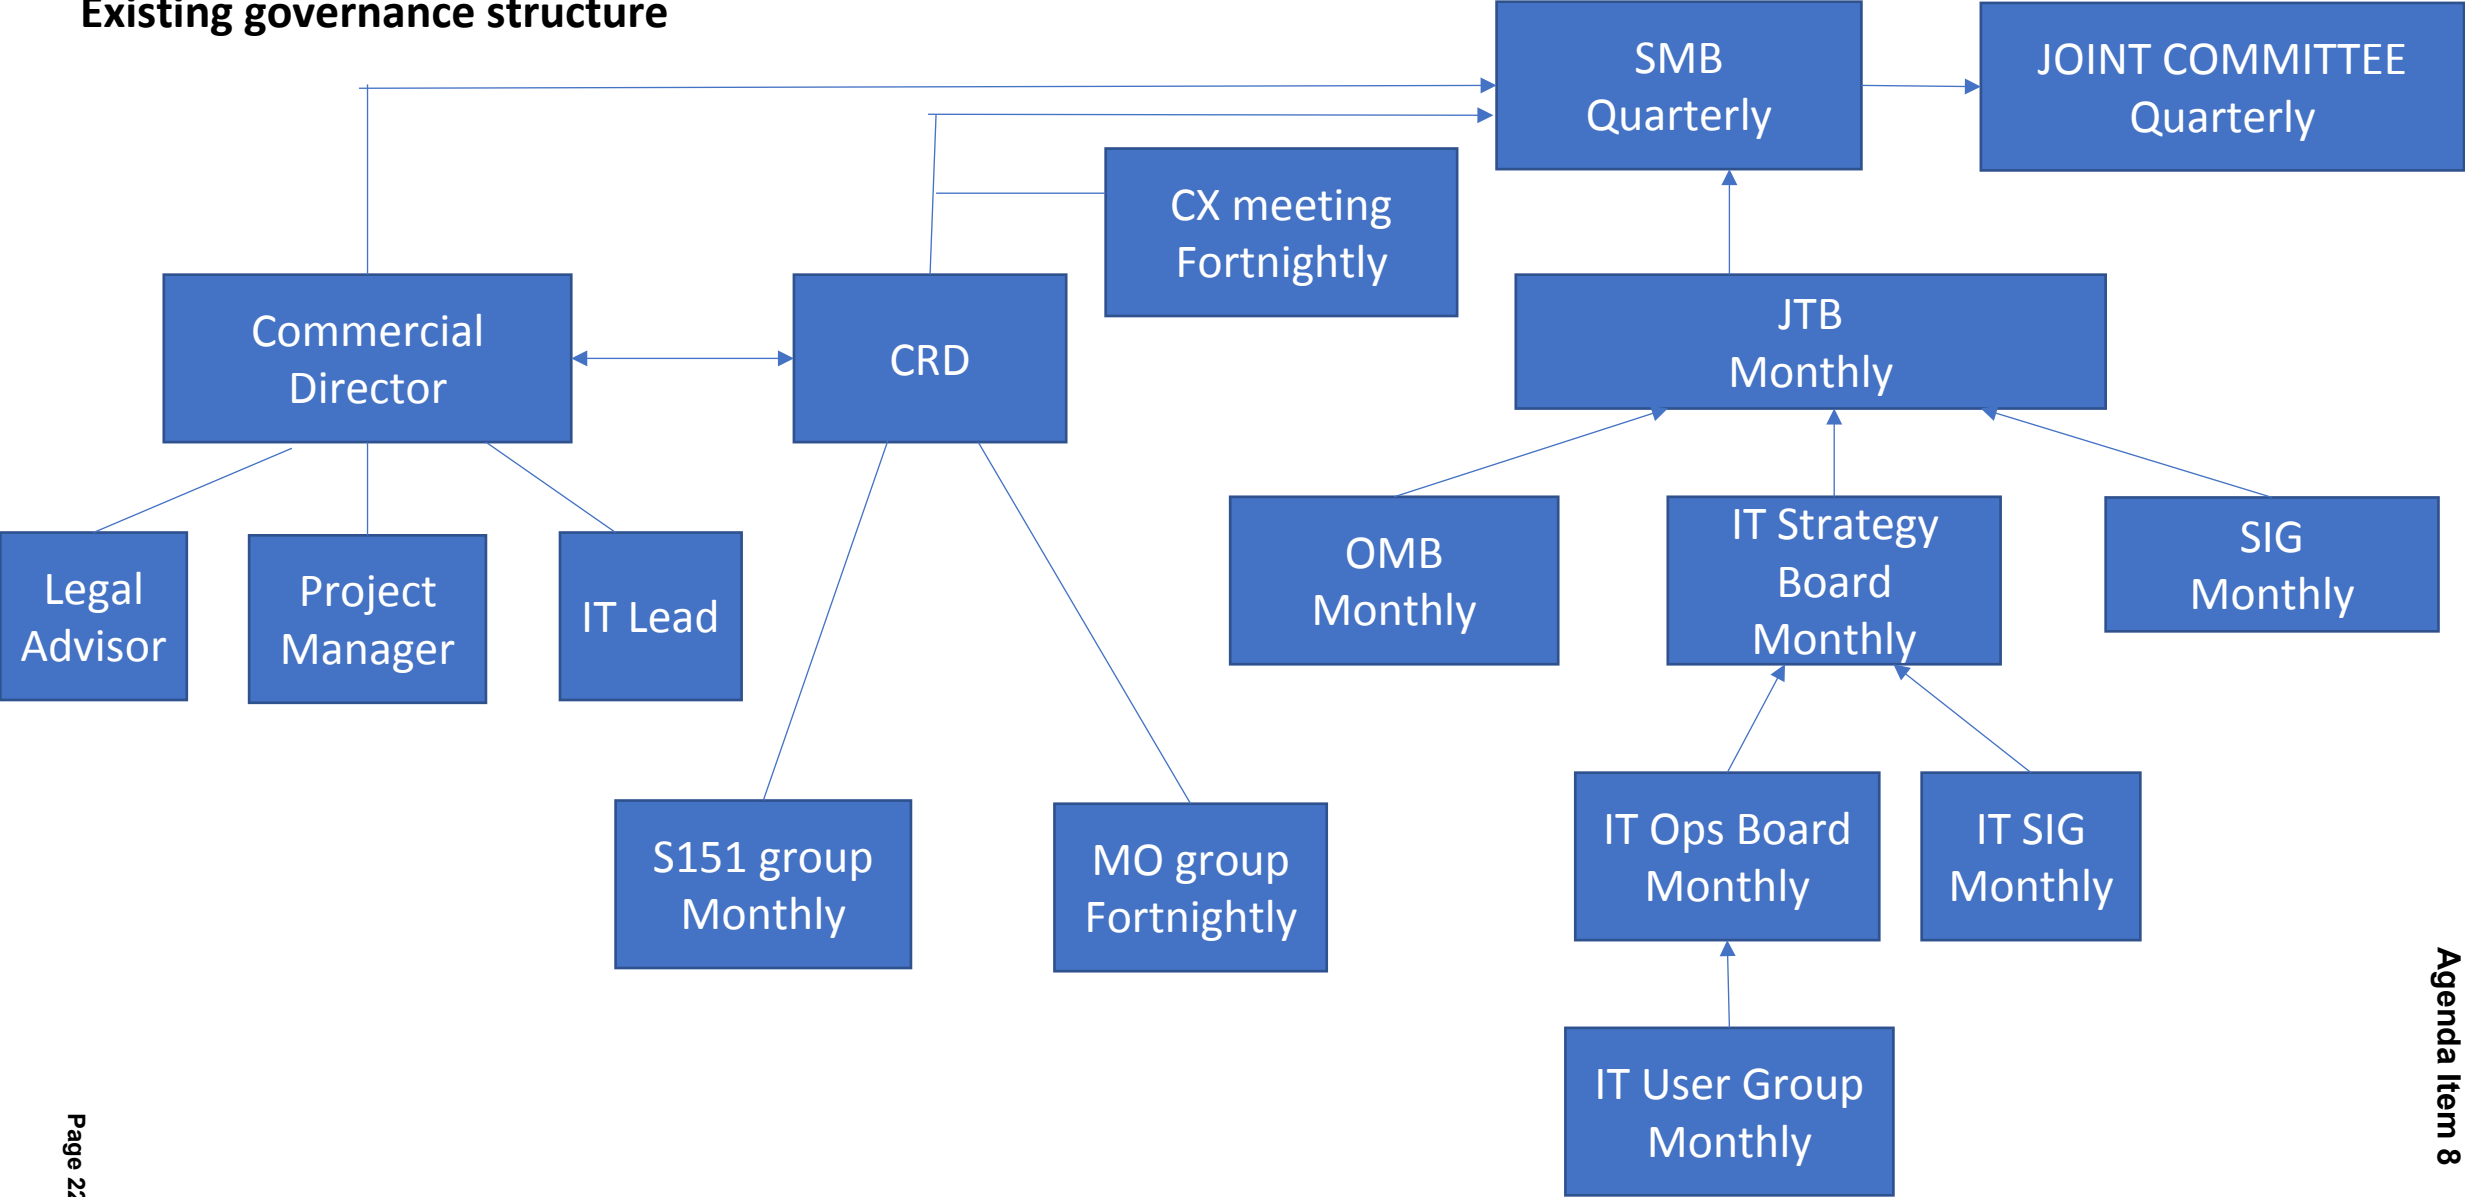 Existing governance structure
SMB
Quarterly
JOINT COMMITTEE
Quarterly
CX meeting
Fortnightly
Commercial
Director
CRD
JTB
Monthly
Legal
Advisor
Project
Manager
IT Lead
OMB
Monthly
IT Strategy
Board
Monthly
SIG
Monthly
S151 group
Monthly
MO group
Fortnightly
IT Ops Board
Monthly
IT SIG
Monthly
IT User Group
Monthly
Agenda Item 8
Page 22